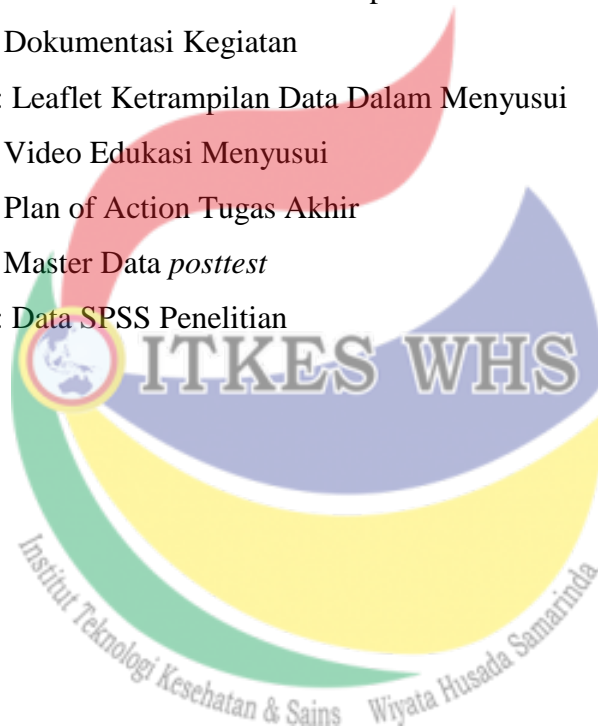 Dokumentasi Kegiatan
: Leaflet Ketrampilan Data Dalam Menyusui
Video Edukasi Menyusui
Plan of Action Tugas Akhir
Master Data posttest
: Data SPSS Penelitian
ITKES WHS
Institut Teknologi Kesehatan & Sains Wiyata Husada Samarinda